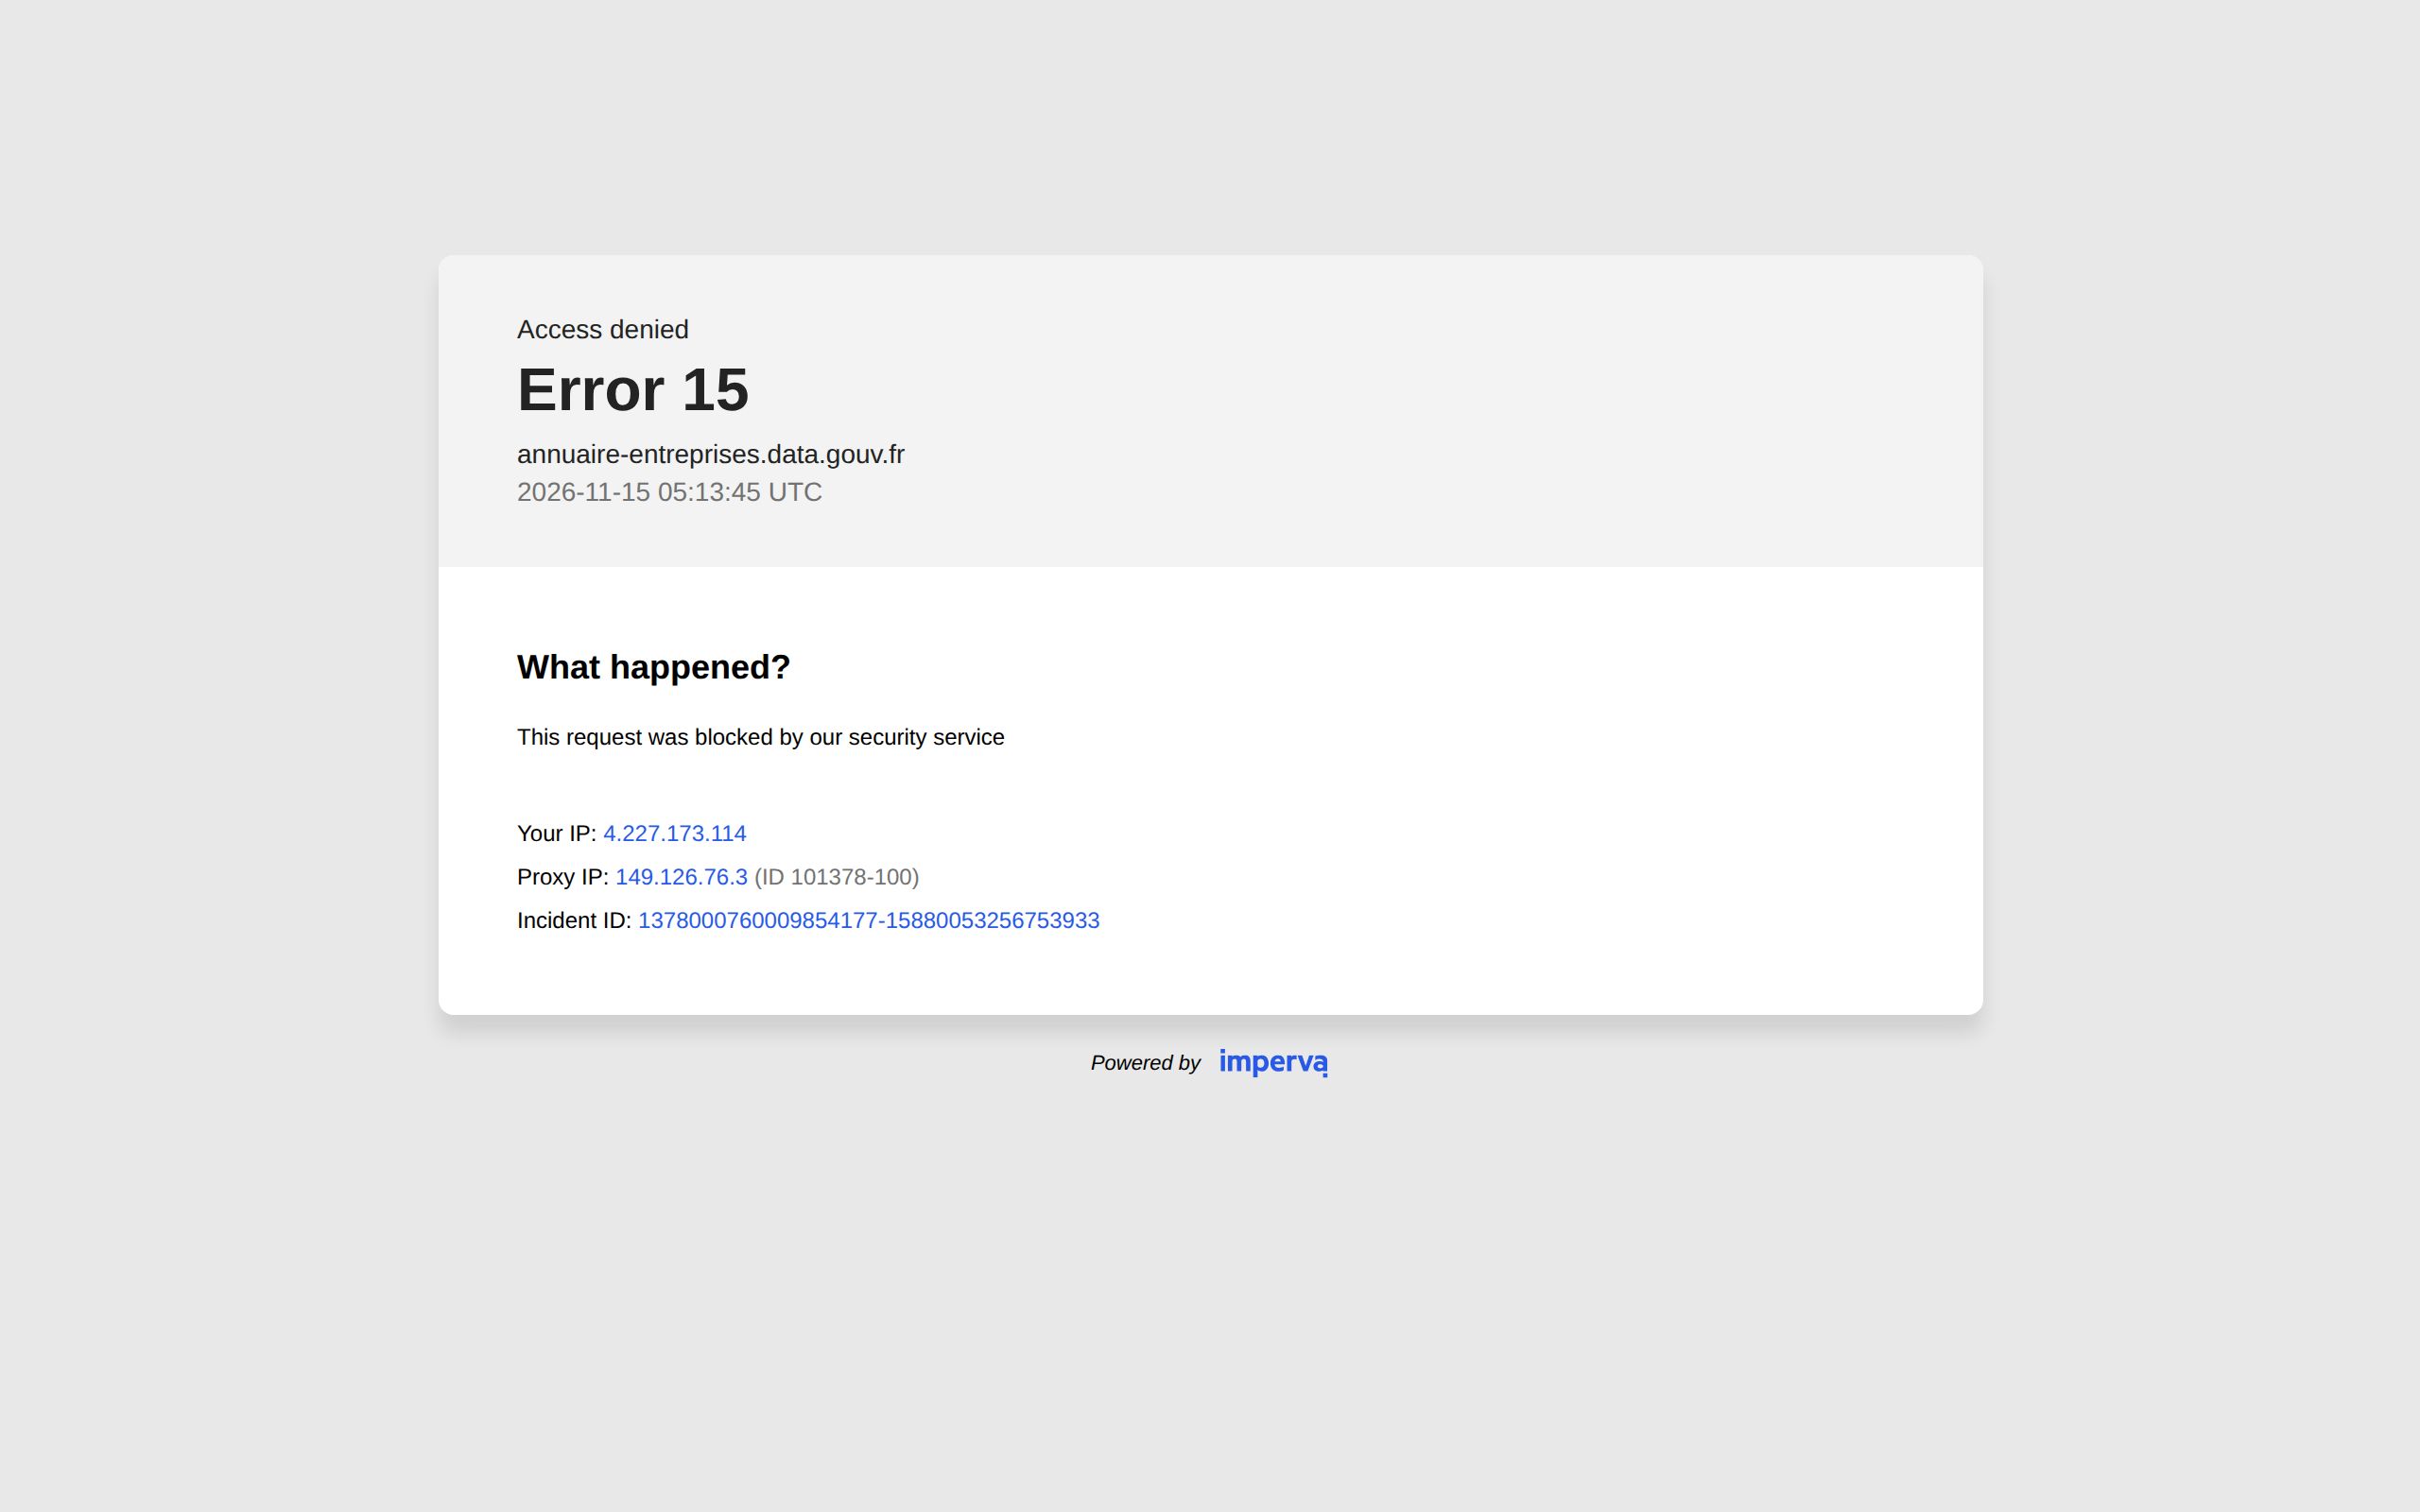 Access denied
Error 15
annuaire-entreprises.data.gouv.fr
2026-11-15 05:13:45 UTC
What happened?
This request was blocked by our security service
Your IP: 4.227.173.114
Proxy IP: 149.126.76.3 (ID 101378-100)
Incident ID: 1378000760009854177-15880053256753933
Powered by imperva